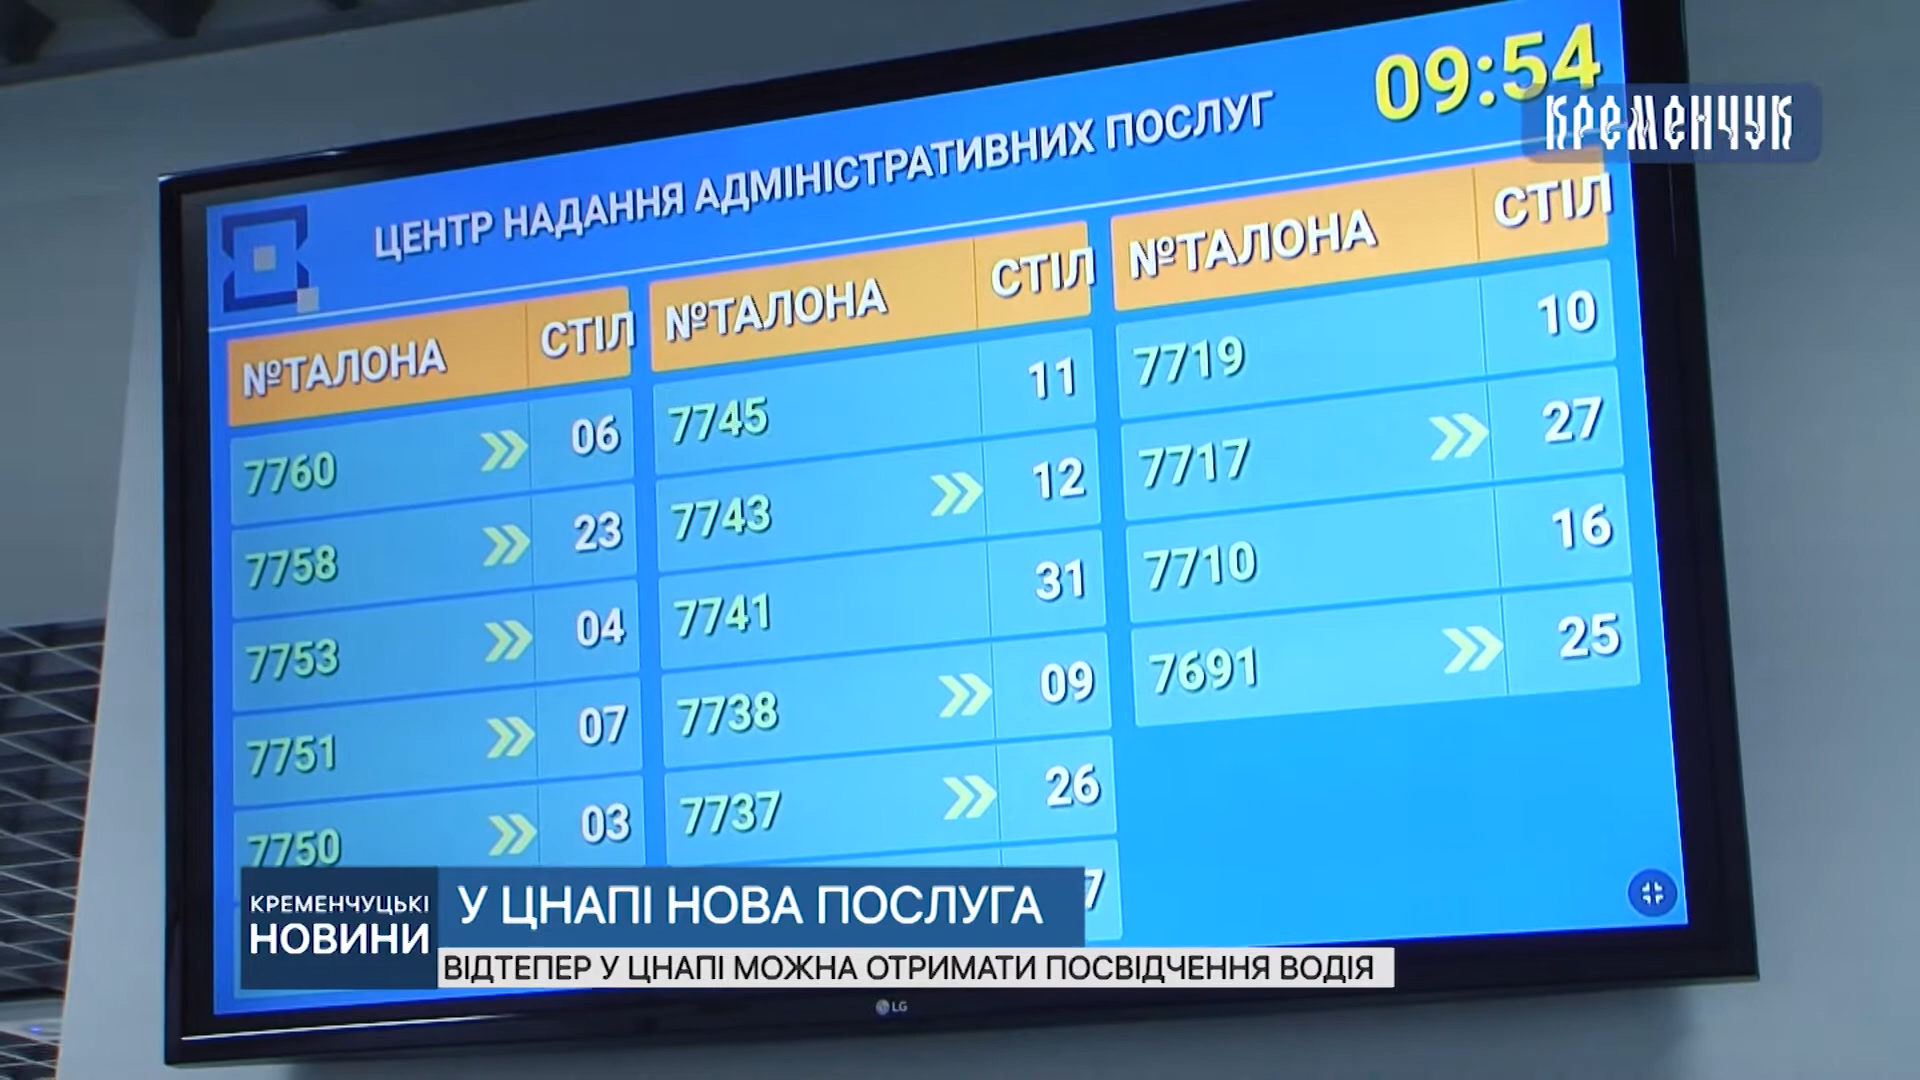 09:54
КРЕМЕНЧУК
ЦЕНТР НАДАННЯ АДМІНІСТРАТИВНИХ ПОСЛУГ
№ТАЛОНА СТІЛ
7760 » 06
7758 » 23
7753 » 04
7751 » 07
7750 » 03
№ТАЛОНА СТІЛ
7745 11
7743 » 12
7741 31
7738 » 09
7737 » 26
№ТАЛОНА СТІЛ
7719 10
7717 » 27
7710 16
7691 » 25
КРЕМЕНЧУЦЬКІ
НОВИНИ
У ЦНАПІ НОВА ПОСЛУГА
ВІДТЕПЕР У ЦНАПІ МОЖНА ОТРИМАТИ ПОСВІДЧЕННЯ ВОДІЯ
LG